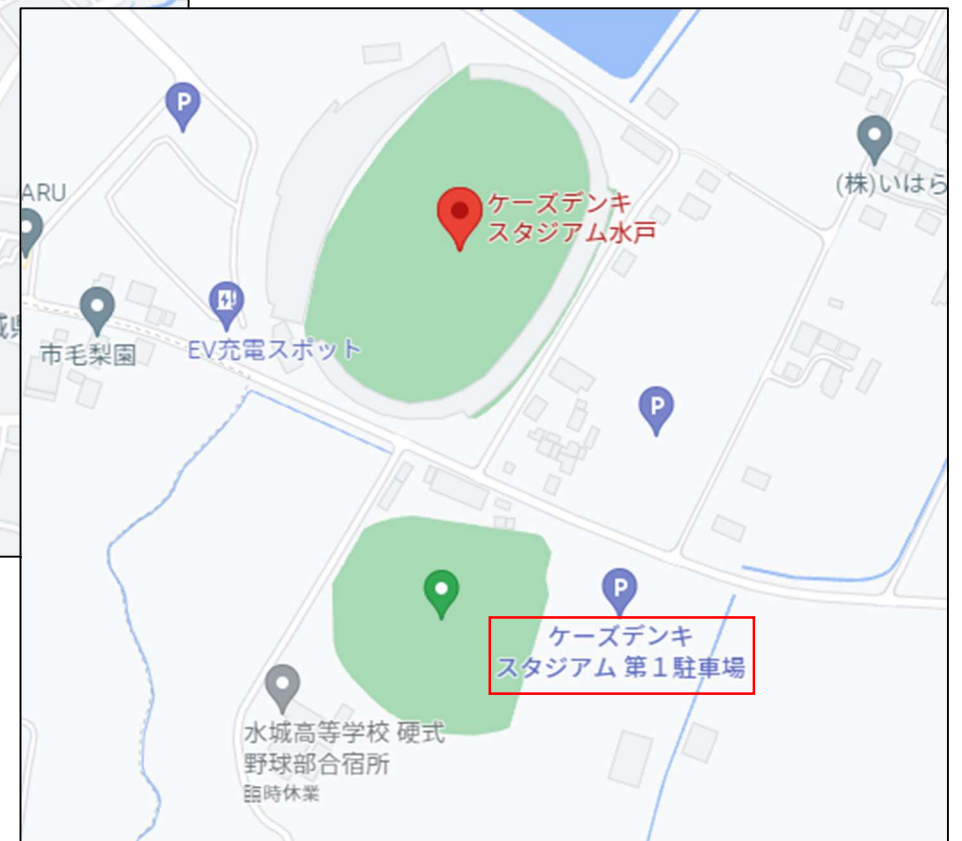 P
ARU
(株)いはら
ケーズデンキ
スタジアム水戸
市毛梨園
EV充電スポット
P
P
ケーズデンキ
スタジアム 第1駐車場
水城高等学校 硬式
野球部合宿所
臨時休業